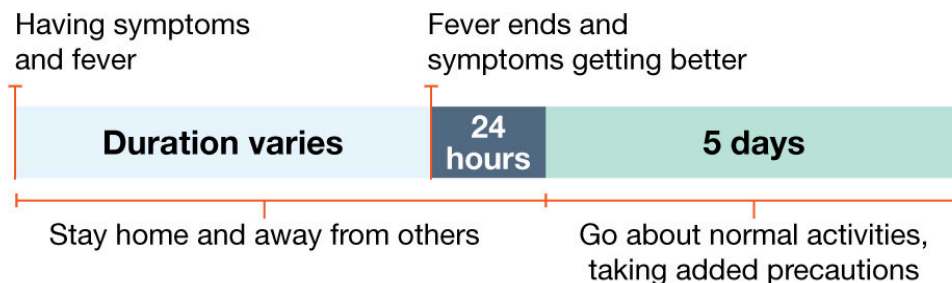 Having symptoms
and fever
Fever ends and
symptoms getting better
Duration varies
24
hours
5 days
Stay home and away from others
Go about normal activities,
taking added precautions